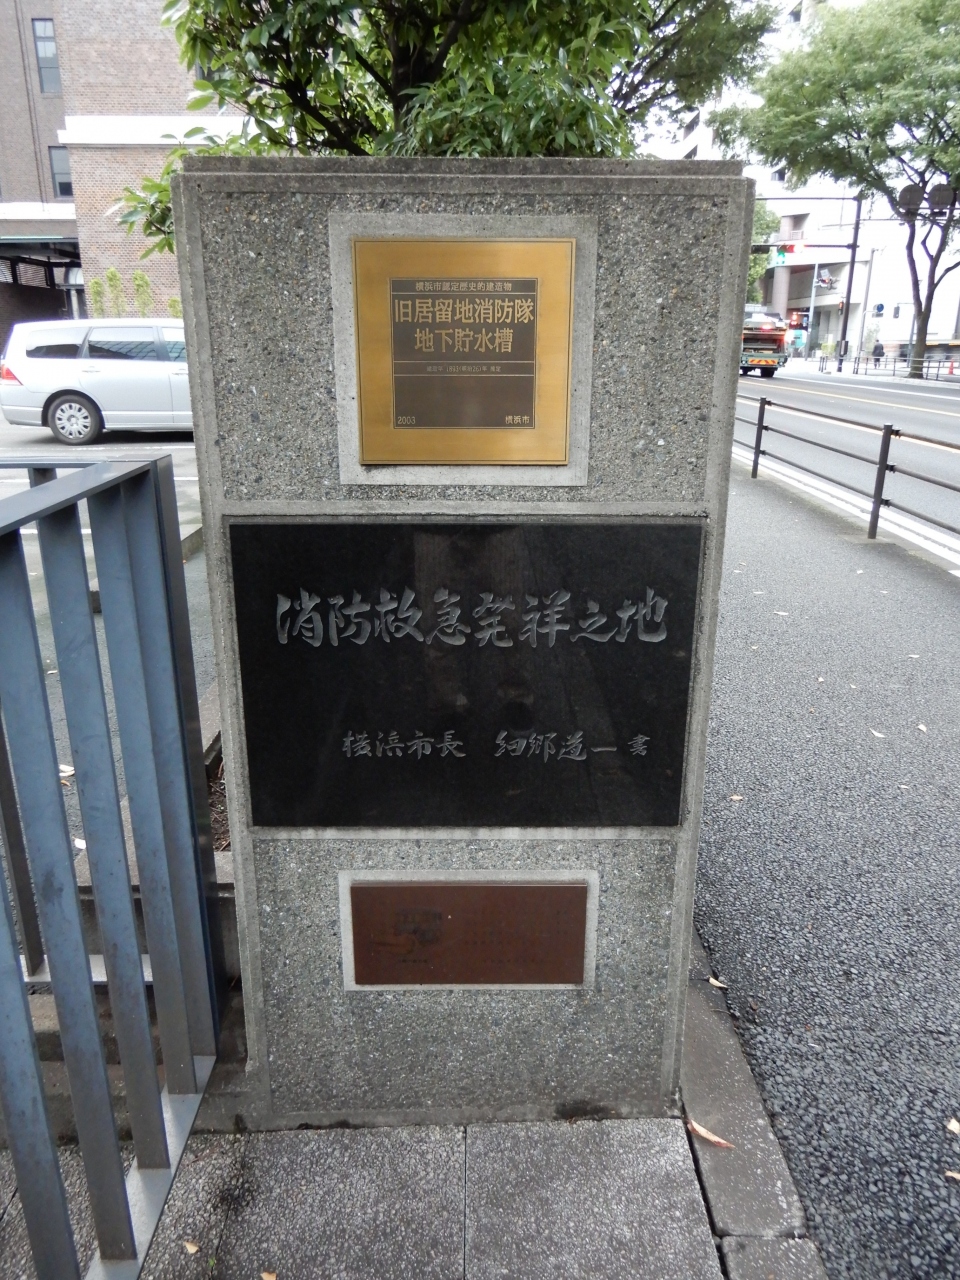 横浜市認定歴史的建造物
旧居留地消防隊
地下貯水槽
2003 横浜市
消防救急発祥之地
横浜市長 細郷道一書